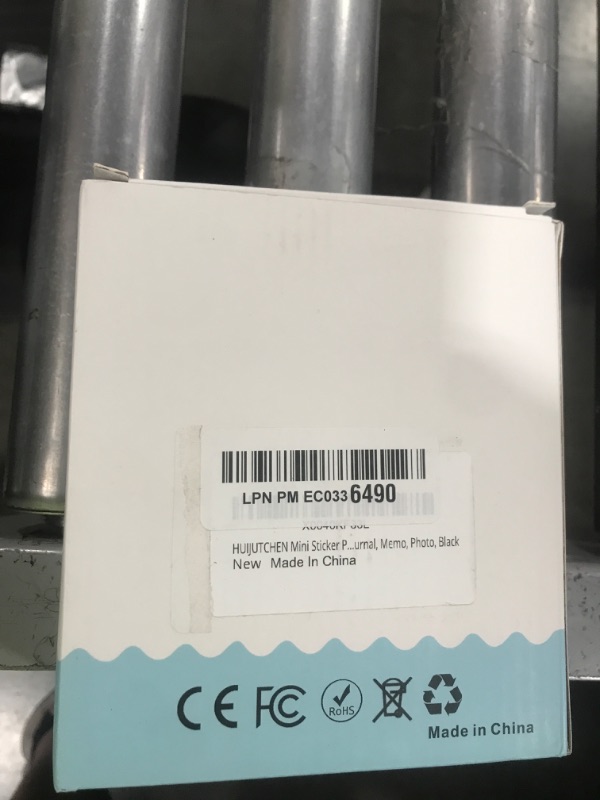 LPN PM EC0336490
HUIJUTCHEN Mini Sticker P...urnal, Memo, Photo, Black
New Made In China
CE FC RoHS
Made in China